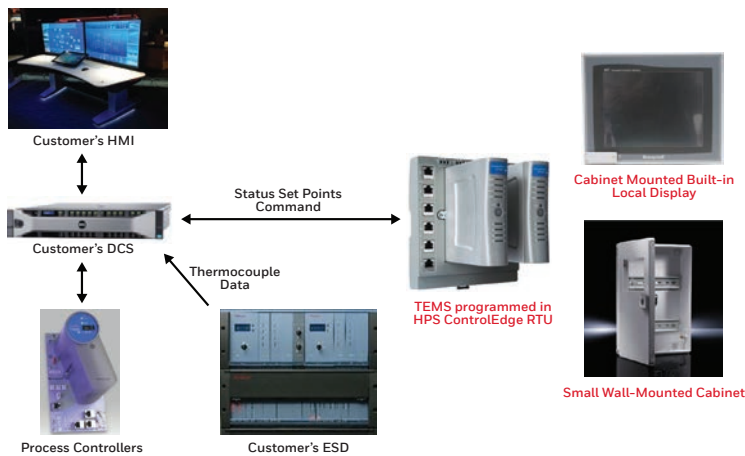 Customer's HMI
Status Set Points
Command
Customer's DCS
Thermocouple
Data
Process Controllers
Customer's ESD
TEMS programmed in
HPS ControlEdge RTU
Cabinet Mounted Built-in
Local Display
Small Wall-Mounted Cabinet